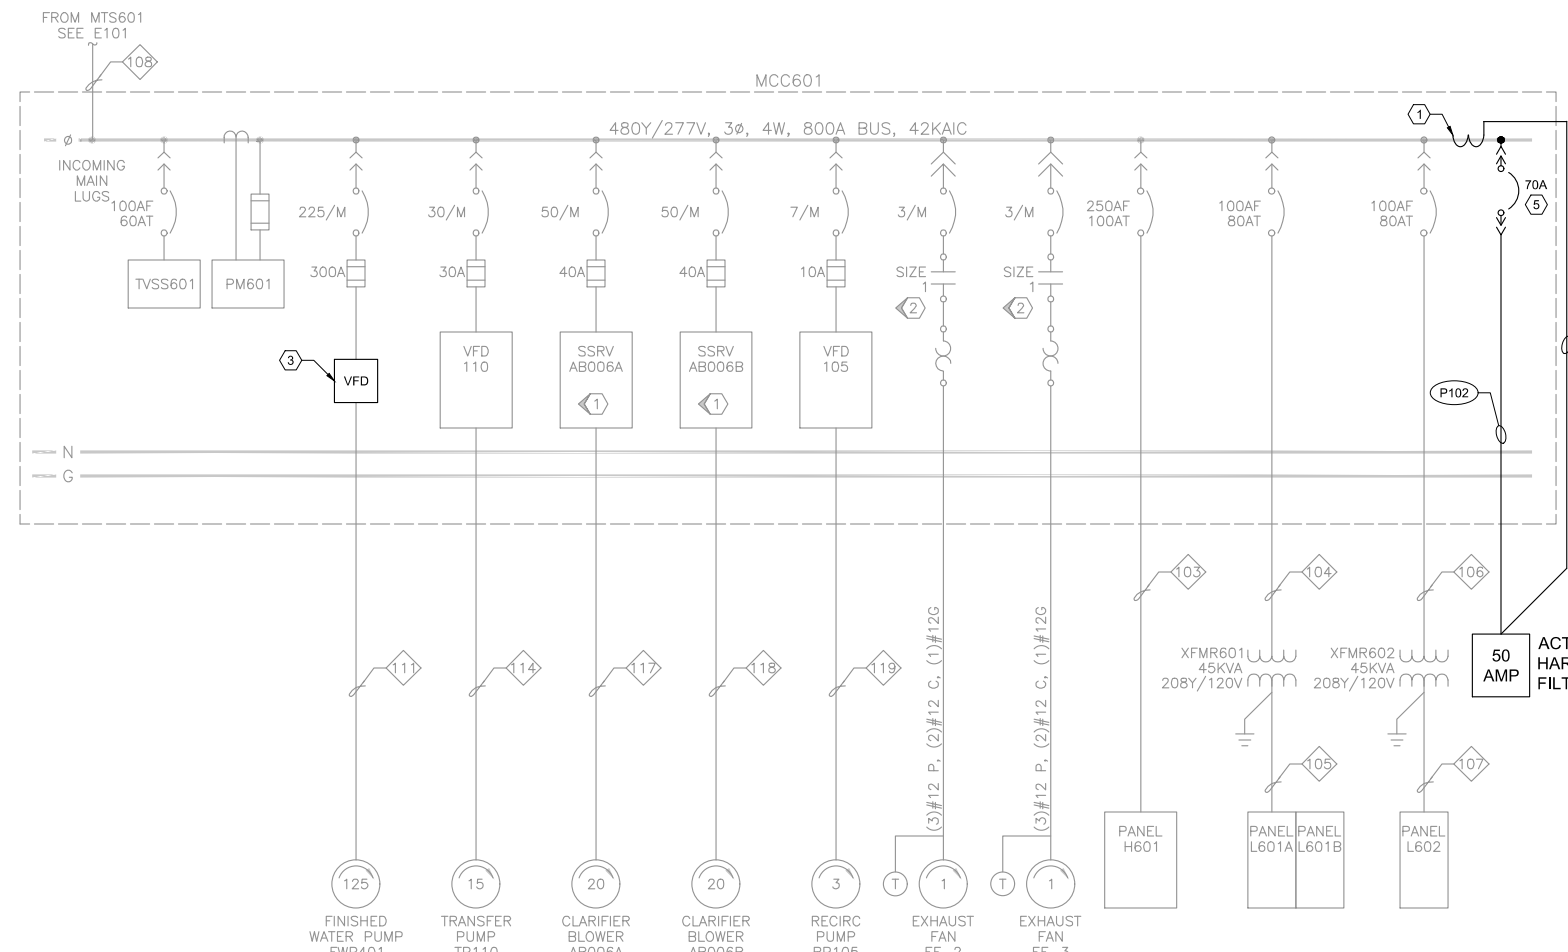 FROM MTS601
SEE E101
108
MCC601
1
Ø
480Y/277V, 3ø, 4W, 800A BUS, 42KAIC
INCOMING
MAIN
LUGS
100AF
60AT
225/M
30/M
50/M
50/M
7/M
3/M
3/M
250AF
100AT
100AF
80AT
100AF
80AT
70A
5
TVSS601
PM601
300A
30A
40A
40A
10A
SIZE
1
2
SIZE
1
2
3
VFD
VFD
110
SSRV
AB006A
1
SSRV
AB006B
1
VFD
105
P102
N
G
103
104
106
111
114
117
118
119
(3)#12 P, (2)#12 C, (1)#12G
(3)#12 P, (2)#12 C, (1)#12G
XFMR601
45KVA
208Y/120V
XFMR602
45KVA
208Y/120V
50
AMP
105
107
PANEL
H601
PANEL
L601A
PANEL
L601B
PANEL
L602
125
15
20
20
3
T
1
T
1
FINISHED
WATER PUMP
TRANSFER
PUMP
CLARIFIER
BLOWER
CLARIFIER
BLOWER
RECIRC
PUMP
EXHAUST
FAN
EXHAUST
FAN